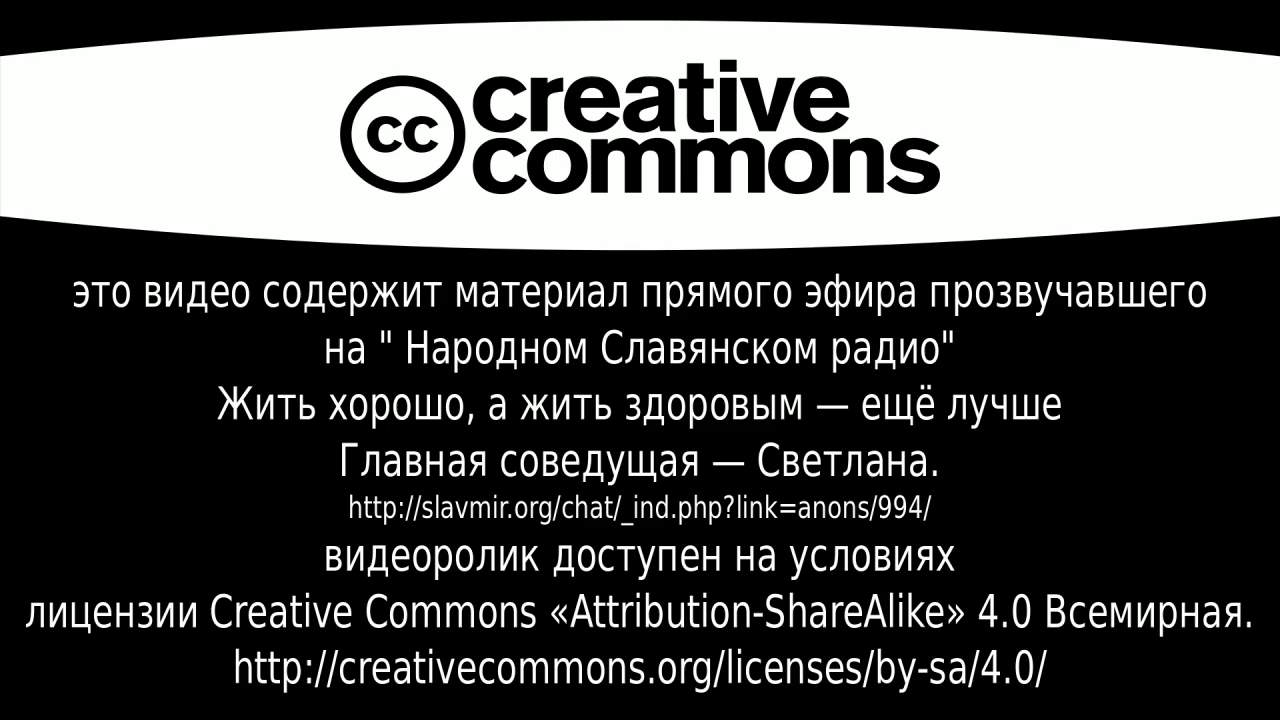 cc creative
commons
это видео содержит материал прямого эфира прозвучавшего
на " Народном Славянском радио"
Жить хорошо, а жить здоровым — ещё лучше
Главная соведущая — Светлана.
http://slavmir.org/chat/_ind.php?link=anons/994/
видеоролик доступен на условиях
лицензии Creative Commons «Attribution-ShareAlike» 4.0 Всемирная.
http://creativecommons.org/licenses/by-sa/4.0/